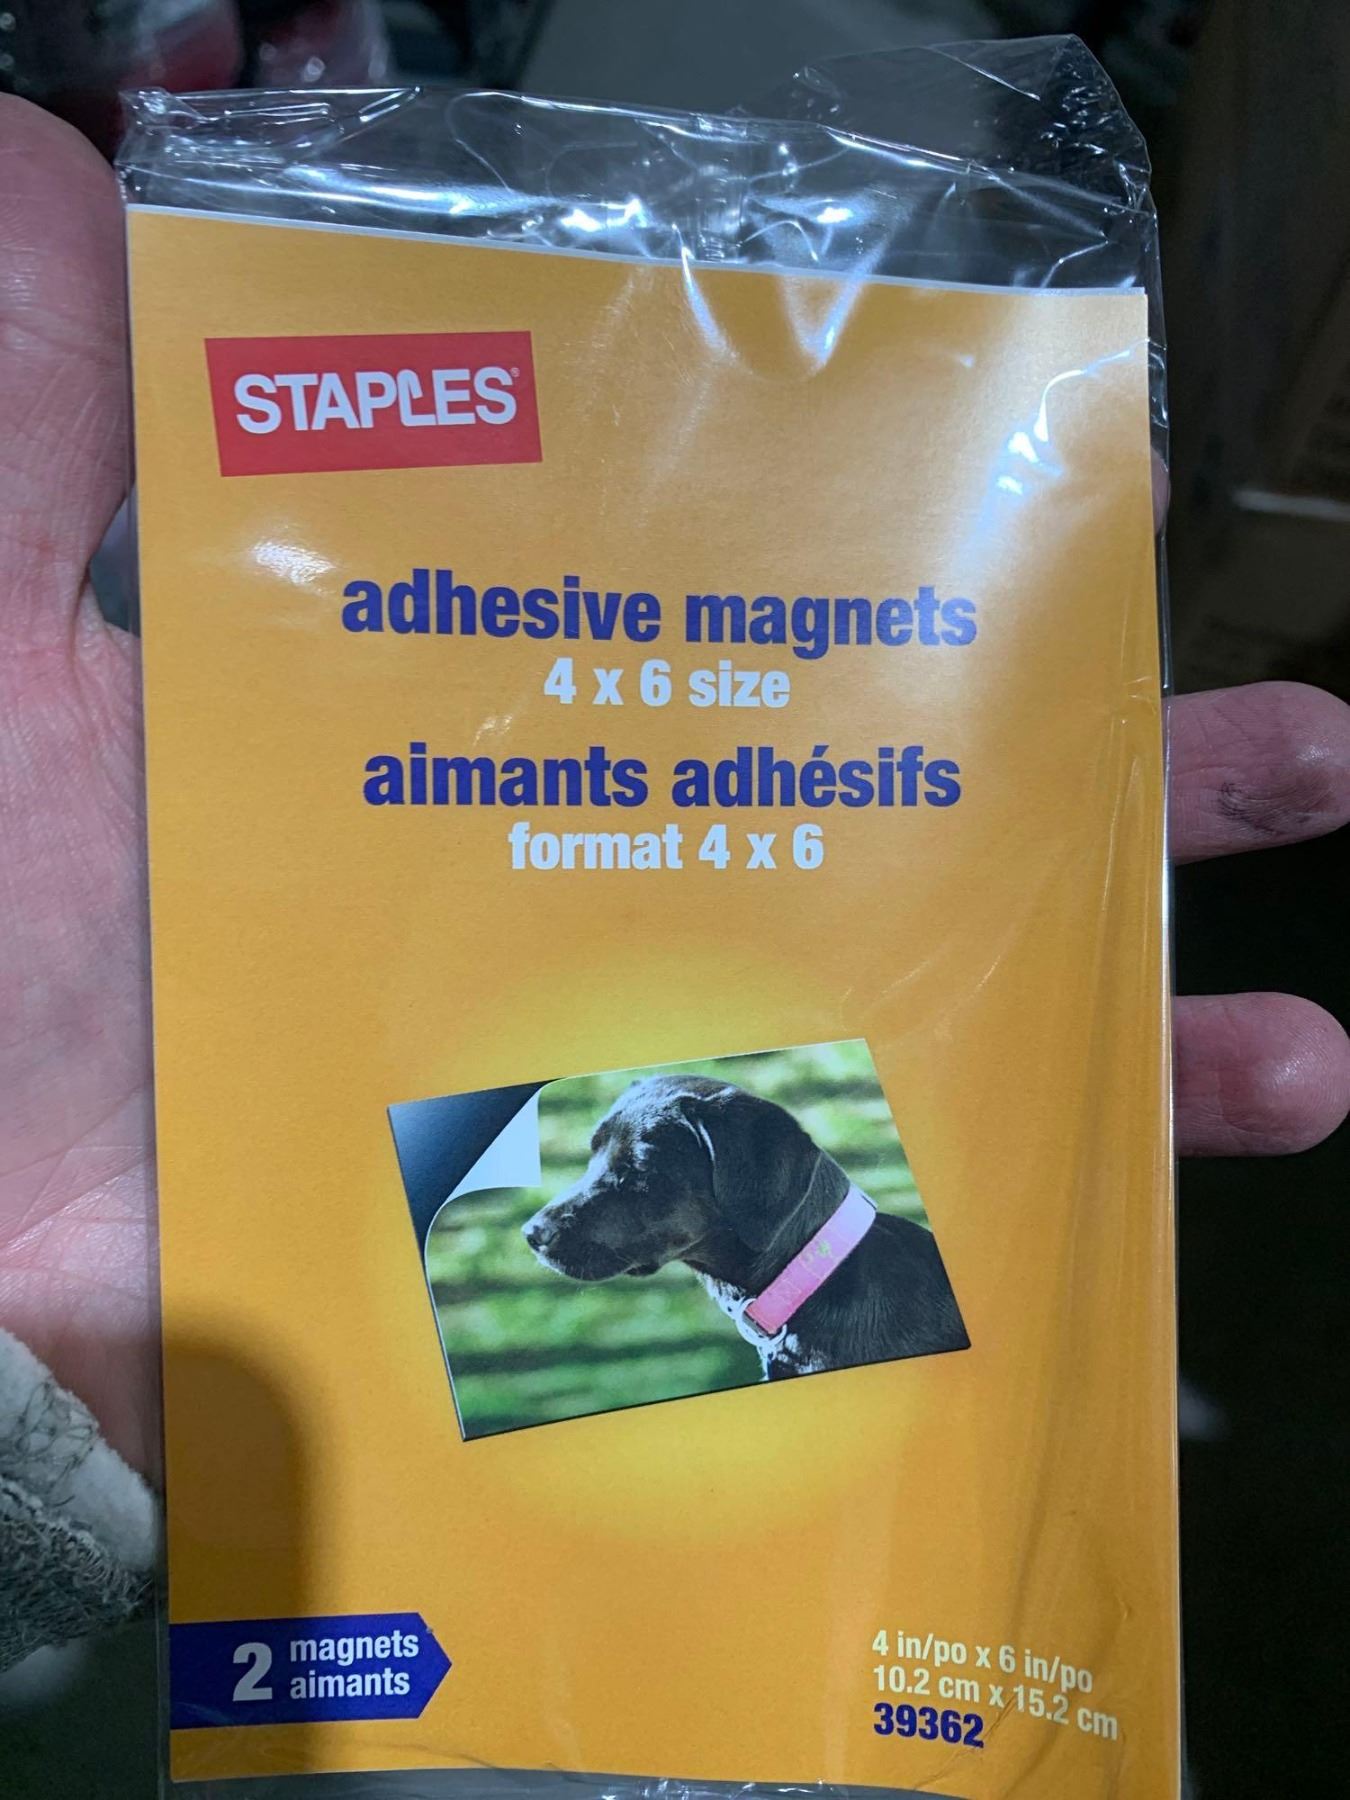 STAPLES®
adhesive magnets
4 x 6 size
aimants adhésifs
format 4 x 6
2 magnets
aimants
4 in/po x 6 in/po
10.2 cm x 15.2 cm
39362